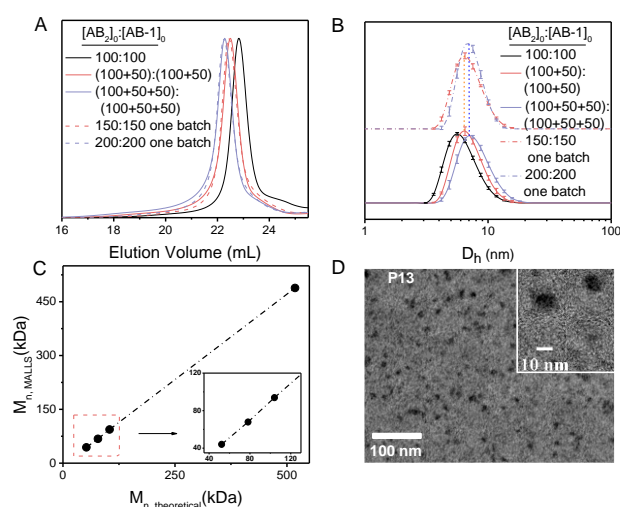 A
[AB2]0:[AB-1]0
100:100
(100+50):(100+50)
(100+50+50):
(100+50+50)
150:150 one batch
200:200 one batch
16 18 20 22 24
Elution Volume (mL)
B
[AB2]0:[AB-1]0
100:100
(100+50):
(100+50)
(100+50+50):
(100+50+50)
150:150
one batch
200:200
one batch
1 10 100
Dh (nm)
C
Mn, MALLS(kDa)
450
300
150
0
0 250 500
Mn, theoretical(kDa)
120
80
40
40 80 120
D
P13
10 nm
100 nm